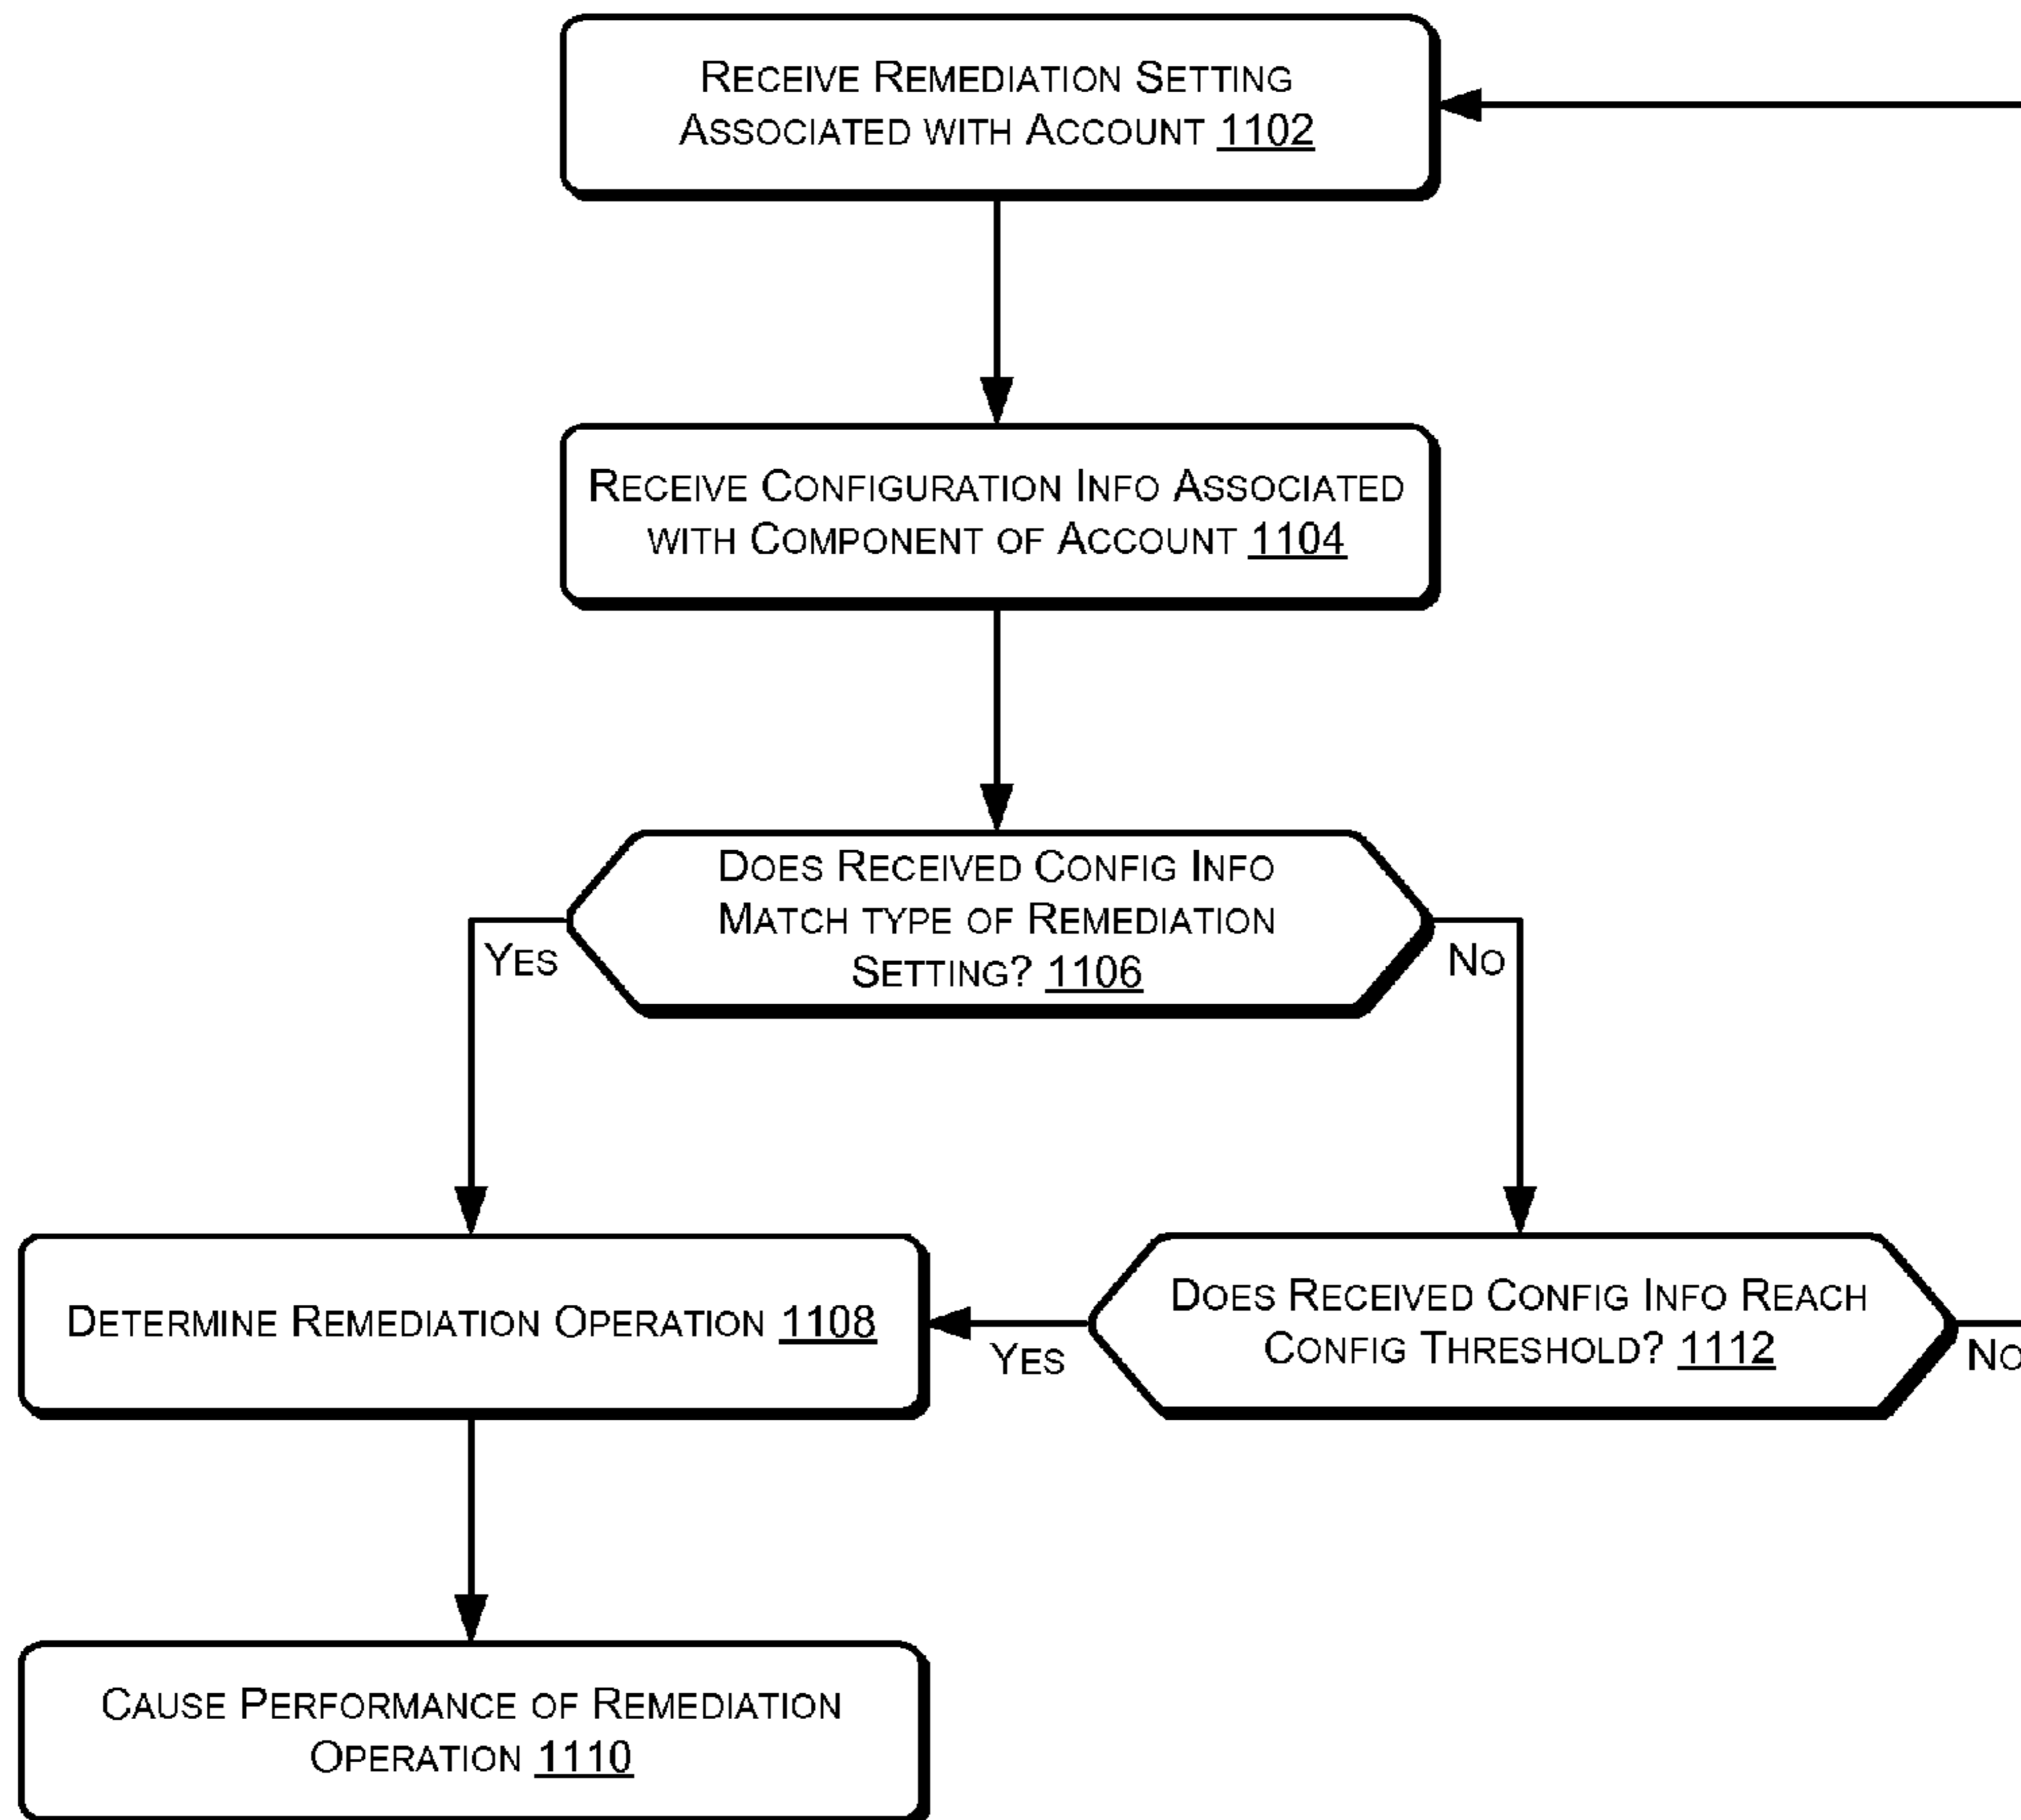 Receive Remediation Setting
Associated with Account 1102
Receive Configuration Info Associated
with Component of Account 1104
Does Received Config Info
Match type of Remediation
Setting? 1106
Yes
No
Determine Remediation Operation 1108
Yes
Does Received Config Info Reach
Config Threshold? 1112
No
Cause Performance of Remediation
Operation 1110